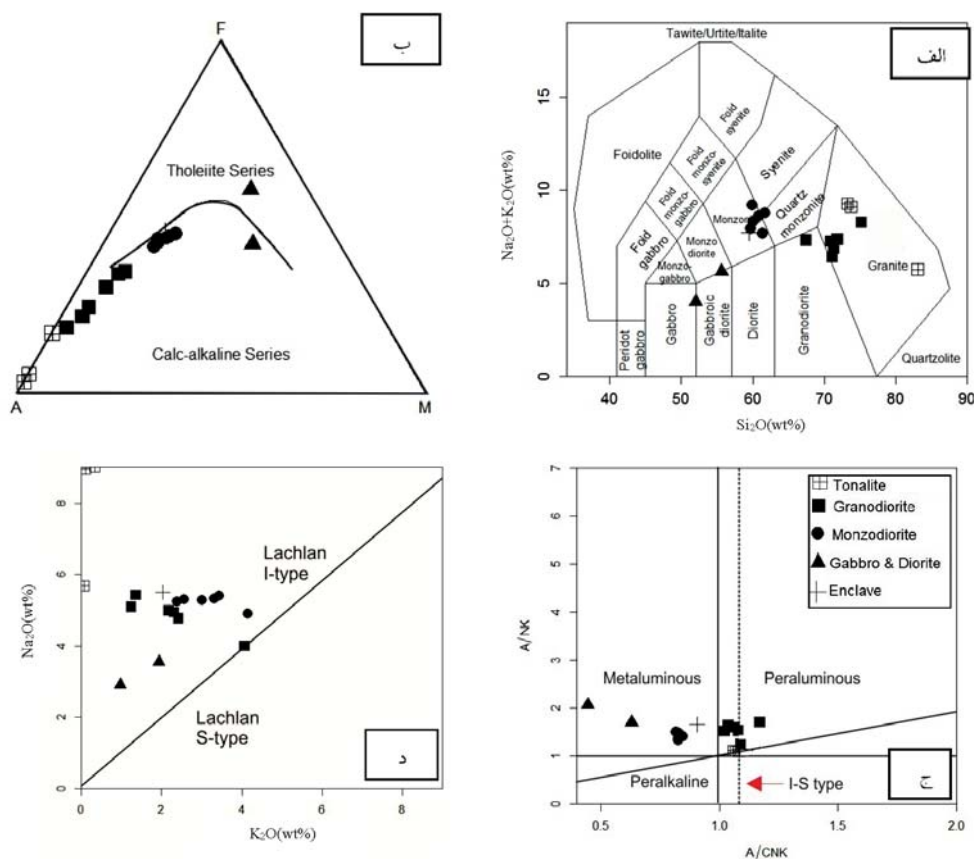 ب
F
Tholeiite Series
Calc-alkaline Series
A
M
الف
Tawite/Urtite/Italite
Foidolite
Foid syenite
Foid monzo-syenite
Foid monzo-gabbro
Foid gabbro
Syenite
Quartz monzonite
Monzo
Monzo diorite
Monzo-gabbro
Granite
Peridot gabbro
Gabbro
Gabbroic diorite
Diorite
Granodiorite
Quartzolite
Na₂O+K₂O(wt%)
0 5 10 15
40 50 60 70 80 90
Si₂O(wt%)
Lachlan
I-type
Lachlan
S-type
د
Na₂O(wt%)
0 2 4 6 8
0 2 4 6 8
K₂O(wt%)
Tonalite
Granodiorite
Monzodiorite
Gabbro & Diorite
Enclave
Metaluminous
Peraluminous
Peralkaline
I-S type
ج
A/NK
0 1 2 3 4 5 6 7
0.5 1.0 2.0
A/CNK